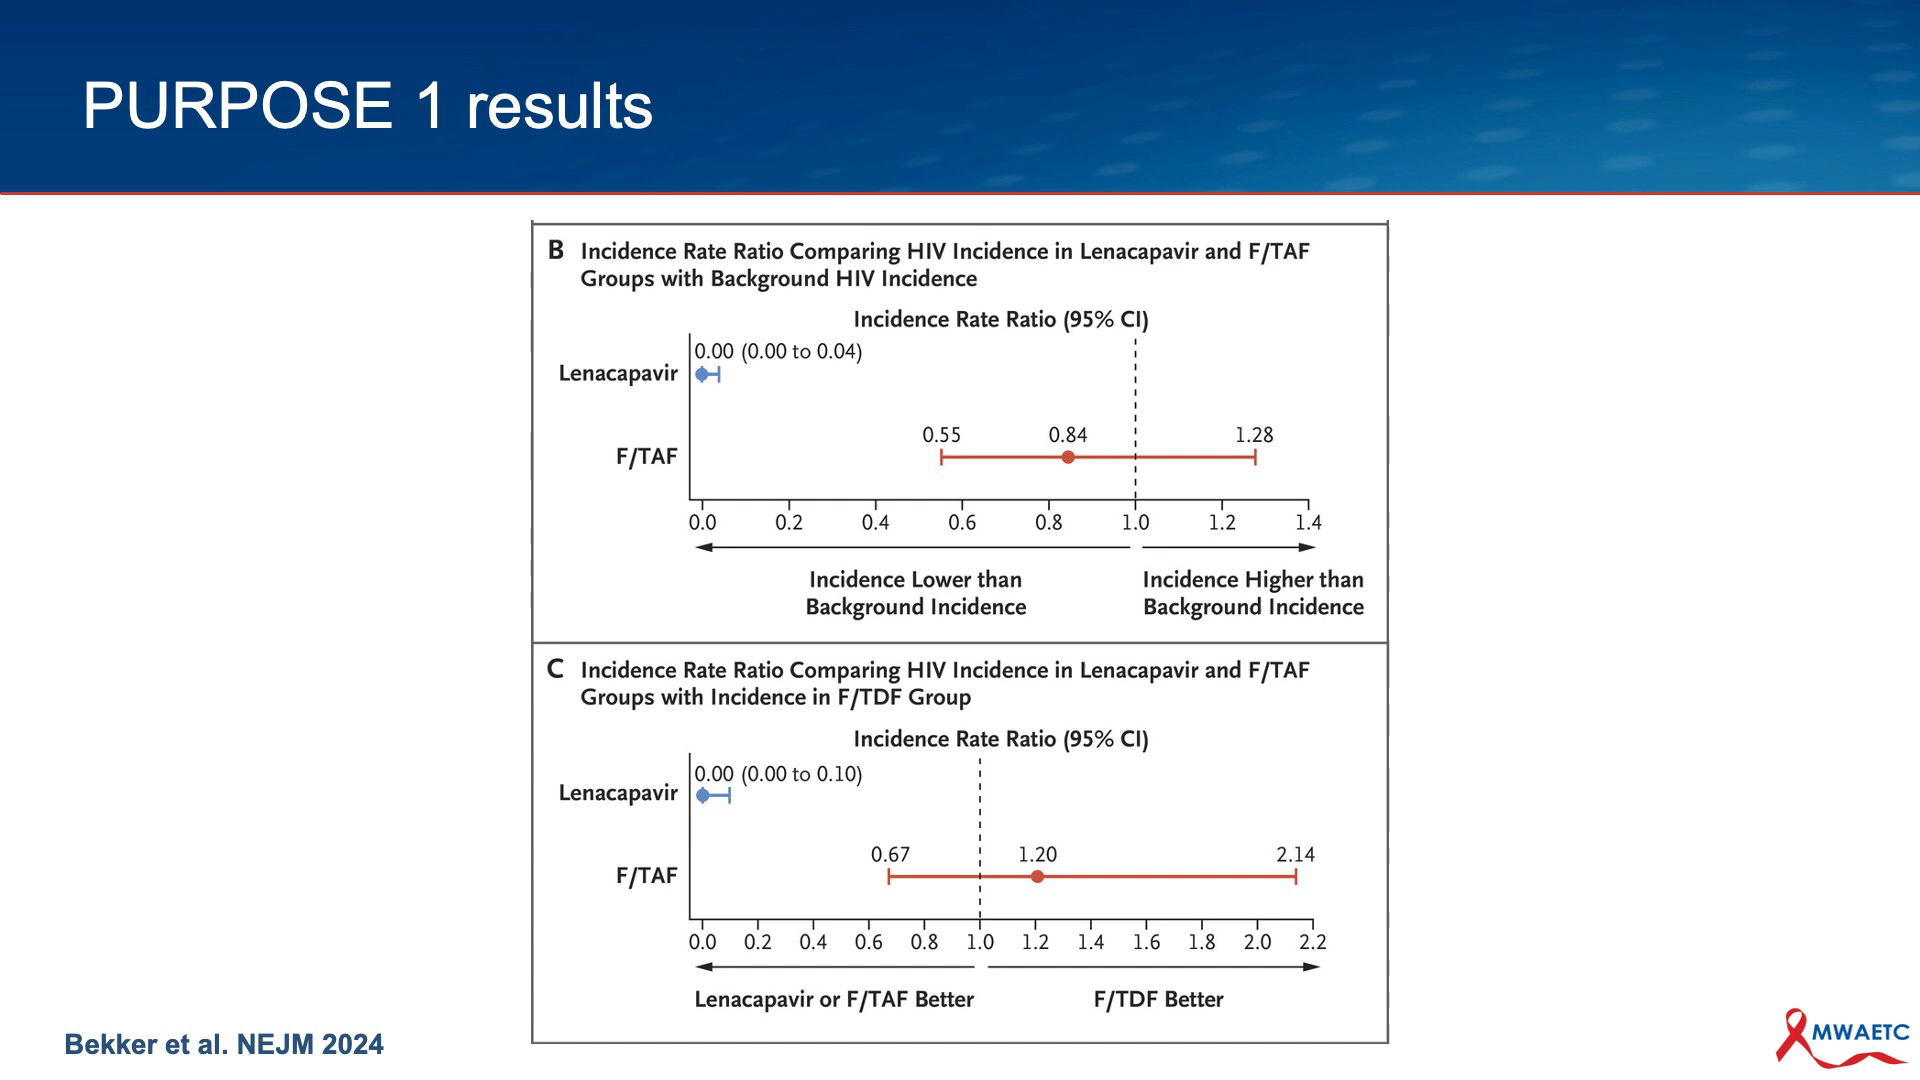 PURPOSE 1 results
B Incidence Rate Ratio Comparing HIV Incidence in Lenacapavir and F/TAF
Groups with Background HIV Incidence
Incidence Rate Ratio (95% CI)
0.00 (0.00 to 0.04)
Lenacapavir
0.55 0.84 1.28
F/TAF
0.0 0.2 0.4 0.6 0.8 1.0 1.2 1.4
Incidence Lower than
Background Incidence
Incidence Higher than
Background Incidence
C Incidence Rate Ratio Comparing HIV Incidence in Lenacapavir and F/TAF
Groups with Incidence in F/TDF Group
Incidence Rate Ratio (95% CI)
0.00 (0.00 to 0.10)
Lenacapavir
0.67 1.20 2.14
F/TAF
0.0 0.2 0.4 0.6 0.8 1.0 1.2 1.4 1.6 1.8 2.0 2.2
Lenacapavir or F/TAF Better
F/TDF Better
Bekker et al. NEJM 2024
MWAETC